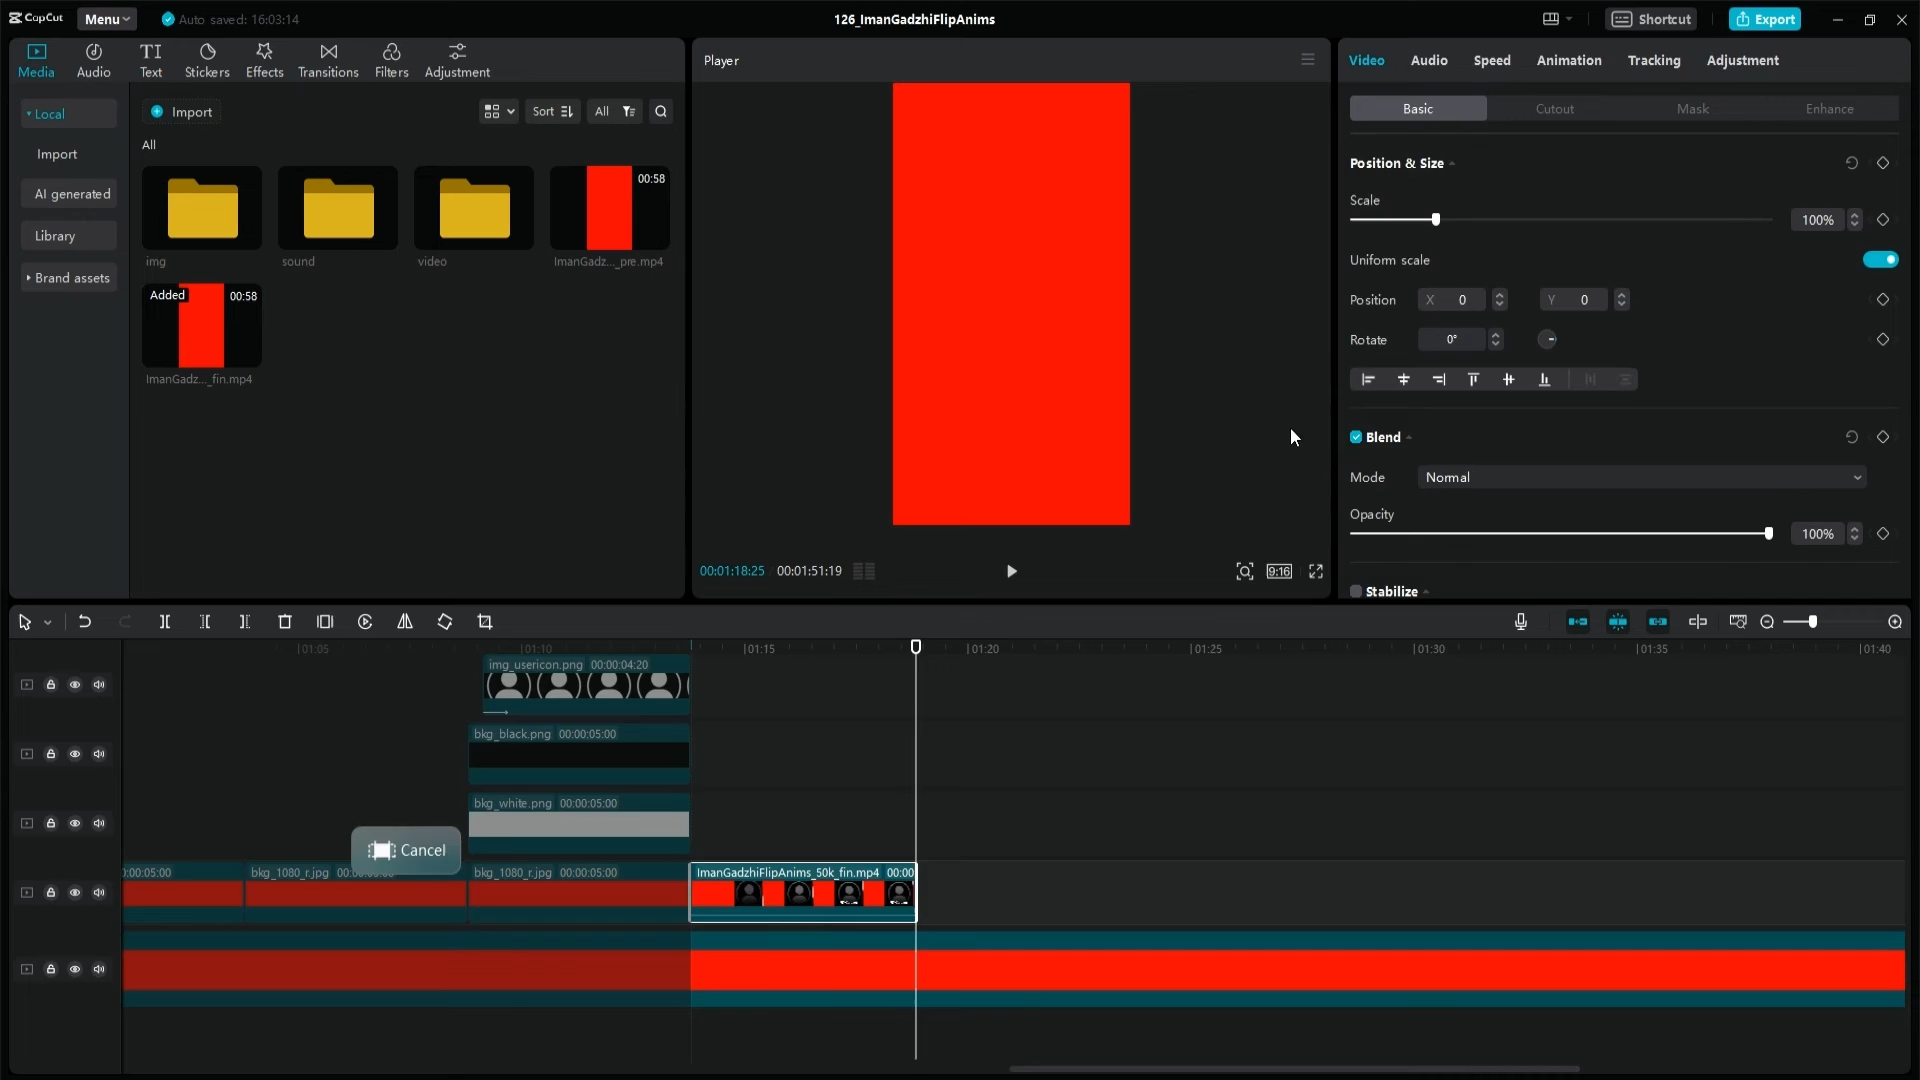 CapCut Menu Auto saved: 16:03:14 126_ImanGadzhiFlipAnims Shortcut Export
Media Audio Text Stickers Effects Transitions Filters Adjustment
Local
Import
AI generated
Library
Brand assets
Import Sort All
All
img
sound
video
00:58
ImanGadz..._pre.mp4
Added 00:58
ImanGadz..._fin.mp4
Player
00:01:18:25 00:01:51:19
9:16
Video Audio Speed Animation Tracking Adjustment
Basic Cutout Mask Enhance
Position & Size
Scale
100%
Uniform scale
Position X 0 Y 0
Rotate 0°
Blend
Mode Normal
Opacity
100%
Stabilize
01:05 01:10 01:15 01:20 01:25 01:30 01:35 01:40
img_usericon.png 00:00:04:20
bkg_black.png 00:00:05:00
bkg_white.png 00:00:05:00
Cancel
0:00:05:00 bkg_1080_r.jpg bkg_1080_r.jpg 00:00:05:00 ImanGadzhiFlipAnims_50k_fin.mp4 00:00